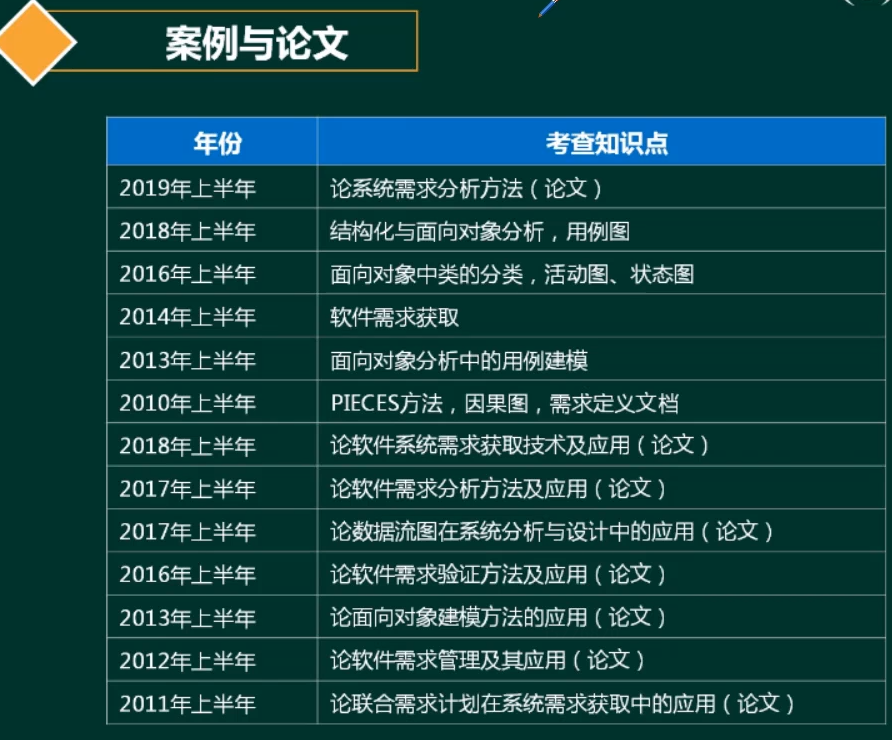 案例与论文
年份 考查知识点
2019年上半年 论系统需求分析方法（论文）
2018年上半年 结构化与面向对象分析，用例图
2016年上半年 面向对象中类的分类，活动图、状态图
2014年上半年 软件需求获取
2013年上半年 面向对象分析中的用例建模
2010年上半年 PIECES方法，因果图，需求定义文档
2018年上半年 论软件系统需求获取技术及应用（论文）
2017年上半年 论软件需求分析方法及应用（论文）
2017年上半年 论数据流图在系统分析与设计中的应用（论文）
2016年上半年 论软件需求验证方法及应用（论文）
2013年上半年 论面向对象建模方法的应用（论文）
2012年上半年 论软件需求管理及其应用（论文）
2011年上半年 论联合需求计划在系统需求获取中的应用（论文）